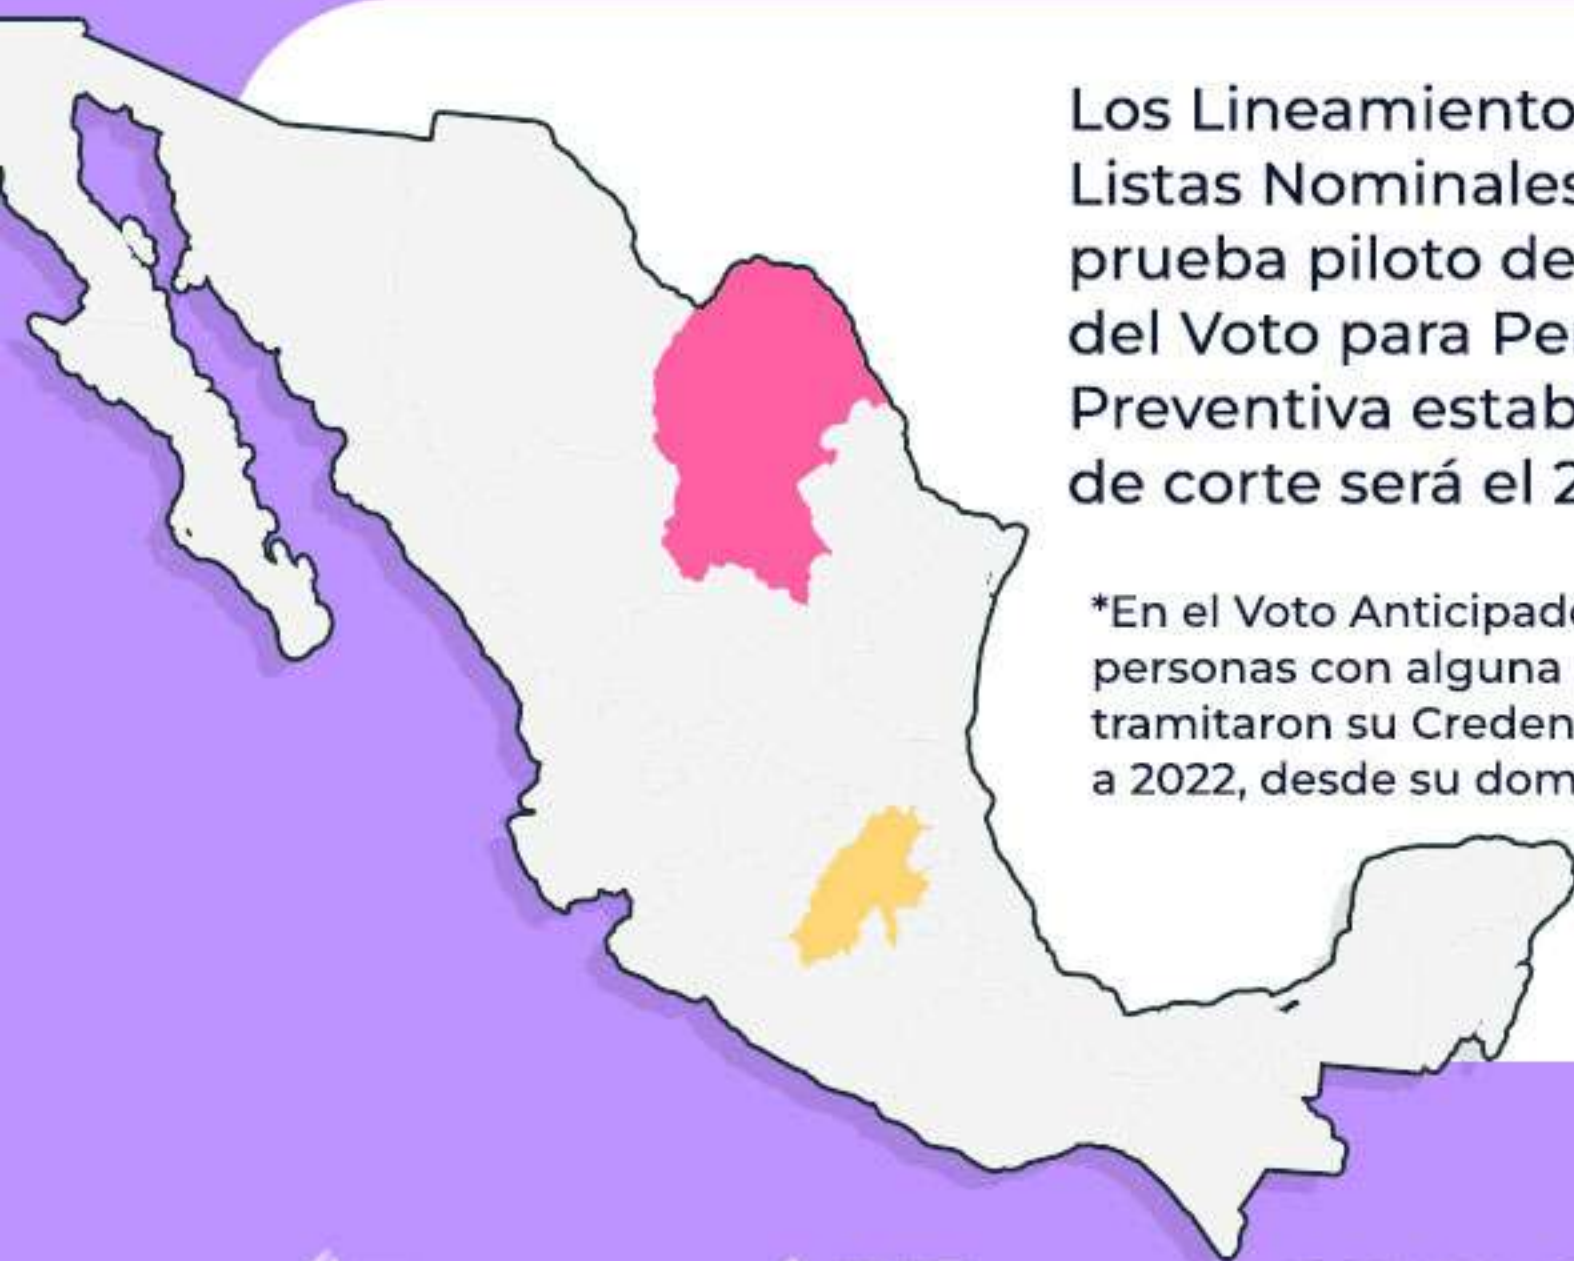 Los Lineamiento
Listas Nominales
prueba piloto de
del Voto para Pe
Preventiva estab
de corte será el 2
*En el Voto Anticipad
personas con alguna
tramitaron su Creden
a 2022, desde su dom